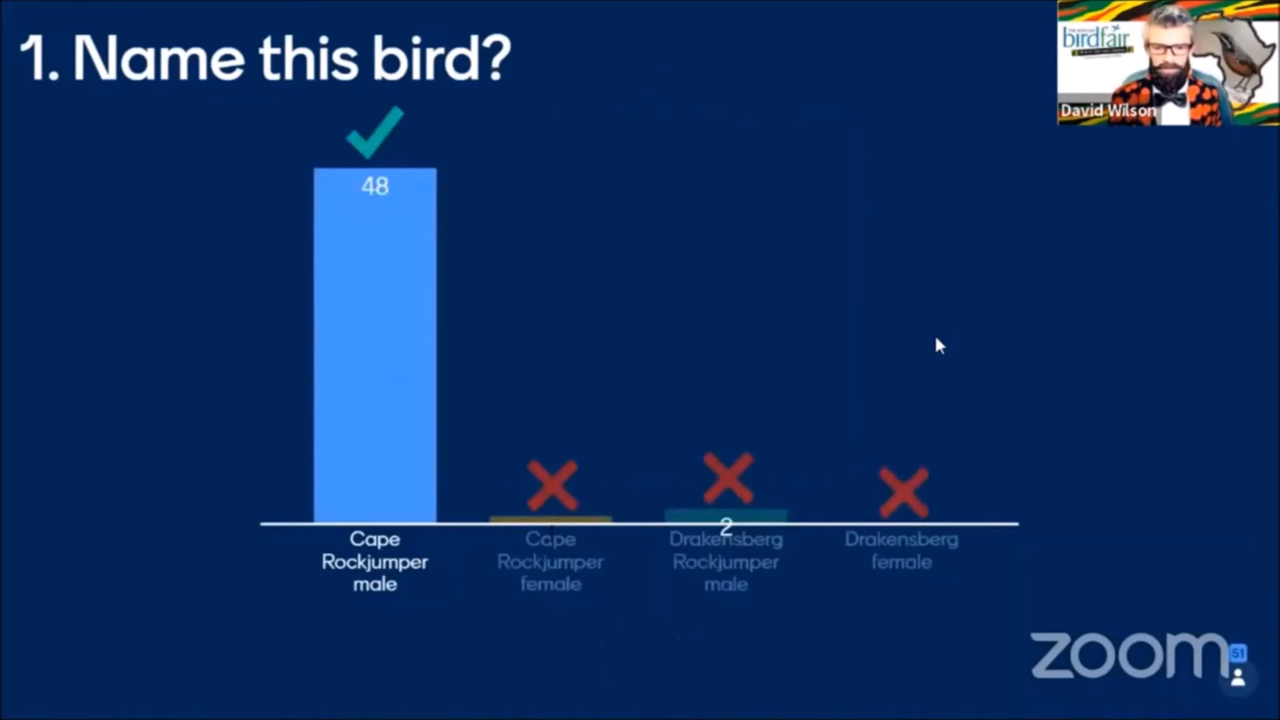 1. Name this bird?
birdfair
David Wilson
48
2
Cape
Rockjumper
male
Cape
Rockjumper
female
Drakensberg
Rockjumper
male
Drakensberg
female
zoom
51